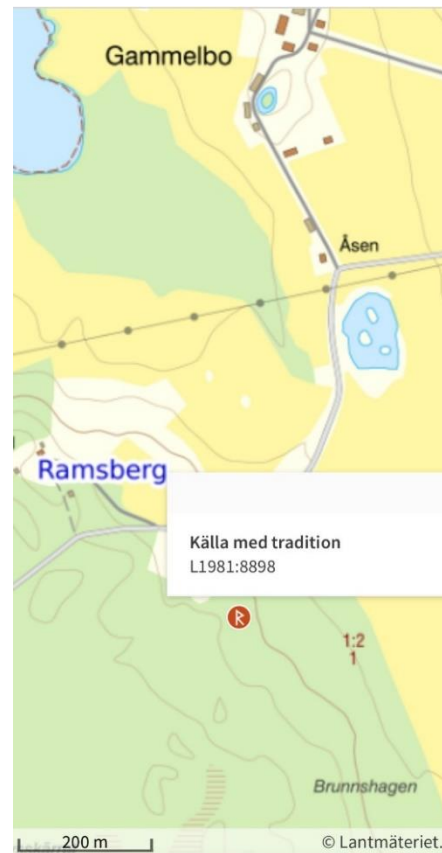 Gammelbo
Åsen
Ramsberg
Källa med tradition
L1981:8898
1:2
1
Brunnshagen
200 m
© Lantmäteriet.